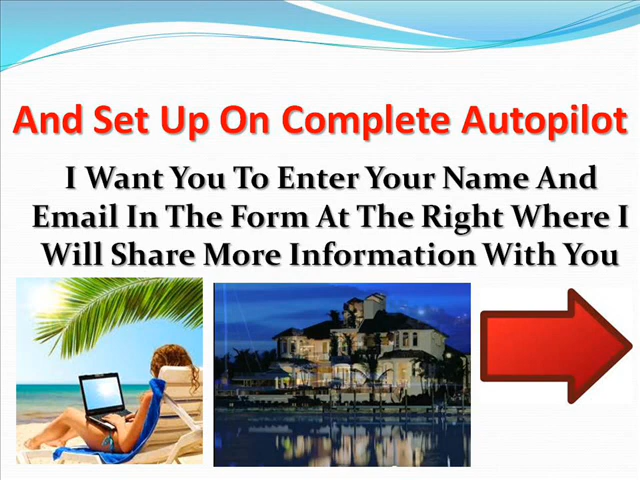 And Set Up On Complete Autopilot
I Want You To Enter Your Name And
Email In The Form At The Right Where I
Will Share More Information With You